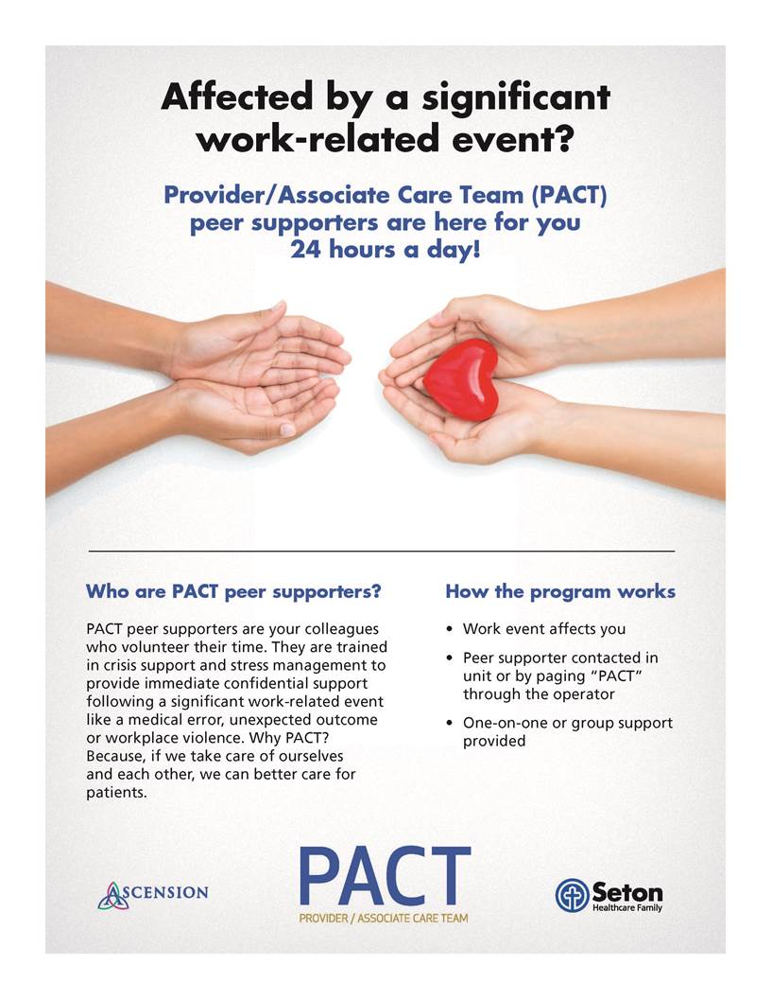 Affected by a significant
work-related event?
Provider/Associate Care Team (PACT)
peer supporters are here for you
24 hours a day!
Who are PACT peer supporters?
PACT peer supporters are your colleagues
who volunteer their time. They are trained
in crisis support and stress management to
provide immediate confidential support
following a significant work-related event
like a medical error, unexpected outcome
or workplace violence. Why PACT?
Because, if we take care of ourselves
and each other, we can better care for
patients.
How the program works
• Work event affects you
• Peer supporter contacted in
unit or by paging “PACT”
through the operator
• One-on-one or group support
provided
ASCENSION
PACT
PROVIDER / ASSOCIATE CARE TEAM
Seton
Healthcare Family